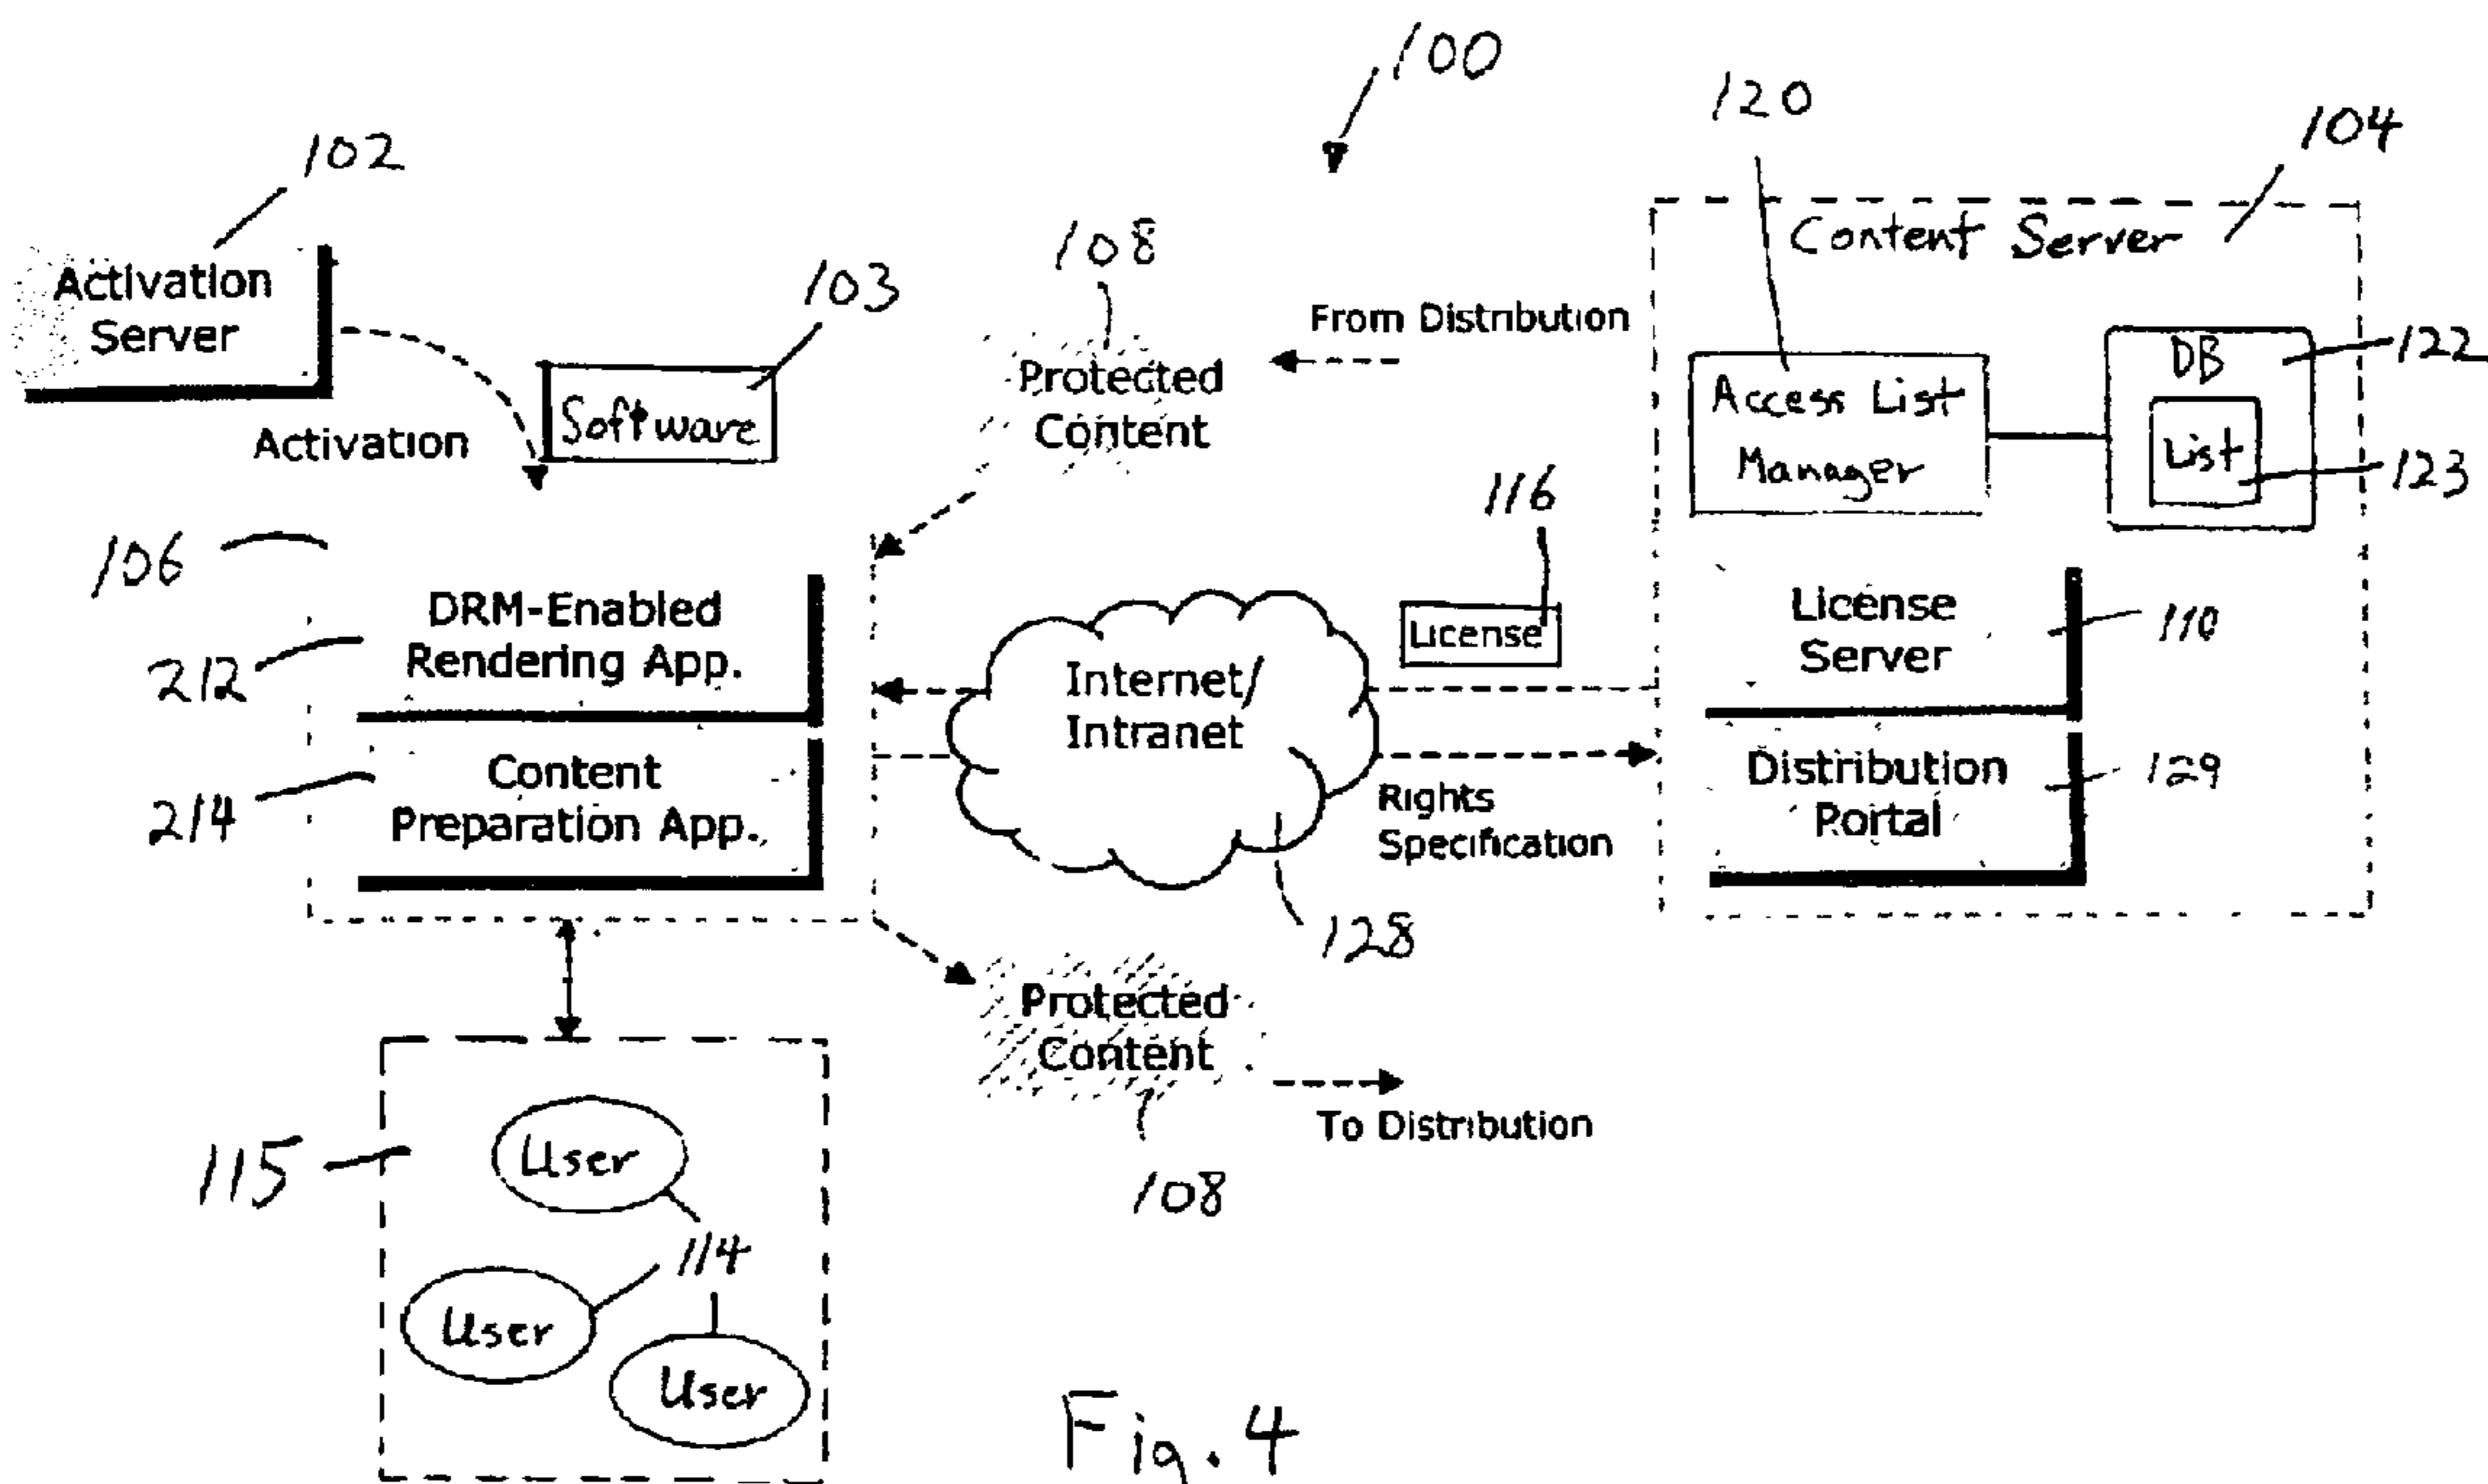 100
120
104
102
Content Server
108
Activation
Server
103
From Distribution
DB
122
Protected
Content
Access List
Manager
Software
Activation
List
123
116
106
DRM-Enabled
Rendering App.
License
Server
110
License
212
Internet/
Intranet
Content
Preparation App.
214
Distribution
Portal
129
Rights
Specification
128
Protected
Content
To Distribution
115
User
108
114
User
User
Fig. 4